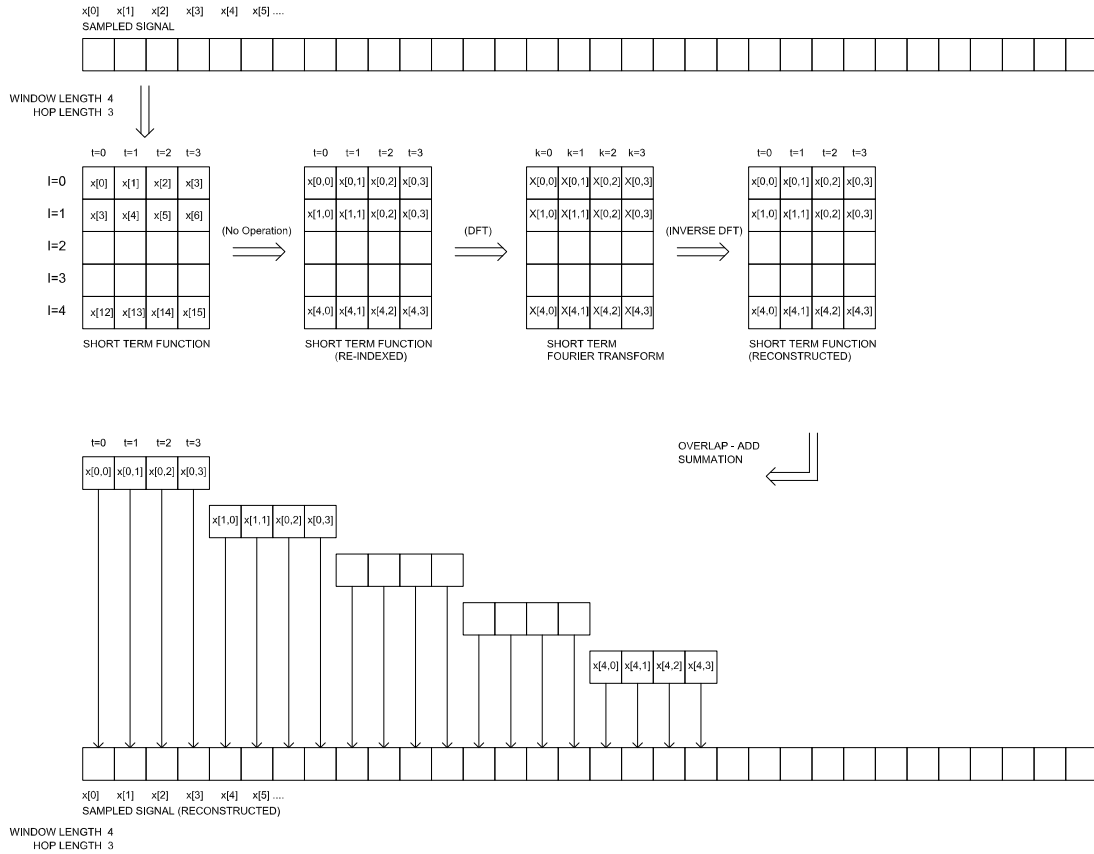 x[0] x[1] x[2] x[3] x[4] x[5] ....
SAMPLED SIGNAL
WINDOW LENGTH 4
HOP LENGTH 3
t=0 t=1 t=2 t=3
l=0
x[0] x[1] x[2] x[3]
l=1
x[3] x[4] x[5] x[6]
l=2
l=3
l=4
x[12] x[13] x[14] x[15]
SHORT TERM FUNCTION
(No Operation)
t=0 t=1 t=2 t=3
x[0,0] x[0,1] x[0,2] x[0,3]
x[1,0] x[1,1] x[0,2] x[0,3]
x[4,0] x[4,1] x[4,2] x[4,3]
SHORT TERM FUNCTION
(RE-INDEXED)
(DFT)
k=0 k=1 k=2 k=3
X[0,0] X[0,1] X[0,2] X[0,3]
X[1,0] X[1,1] X[0,2] X[0,3]
X[4,0] X[4,1] X[4,2] X[4,3]
SHORT TERM
FOURIER TRANSFORM
(INVERSE DFT)
t=0 t=1 t=2 t=3
x[0,0] x[0,1] x[0,2] x[0,3]
x[1,0] x[1,1] x[0,2] x[0,3]
x[4,0] x[4,1] x[4,2] x[4,3]
SHORT TERM FUNCTION
(RECONSTRUCTED)
OVERLAP - ADD
SUMMATION
t=0 t=1 t=2 t=3
x[0,0] x[0,1] x[0,2] x[0,3]
x[1,0] x[1,1] x[0,2] x[0,3]
x[4,0] x[4,1] x[4,2] x[4,3]
x[0] x[1] x[2] x[3] x[4] x[5] ....
SAMPLED SIGNAL (RECONSTRUCTED)
WINDOW LENGTH 4
HOP LENGTH 3